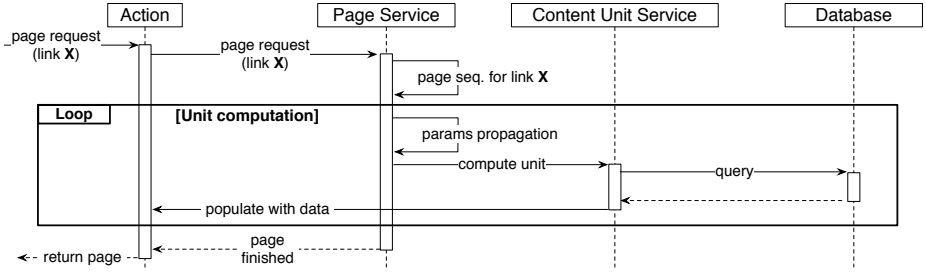 Action
Page Service
Content Unit Service
Database
page request
(link X)
page request
(link X)
page seq. for link X
Loop
[Unit computation]
params propagation
compute unit
query
populate with data
page
finished
return page